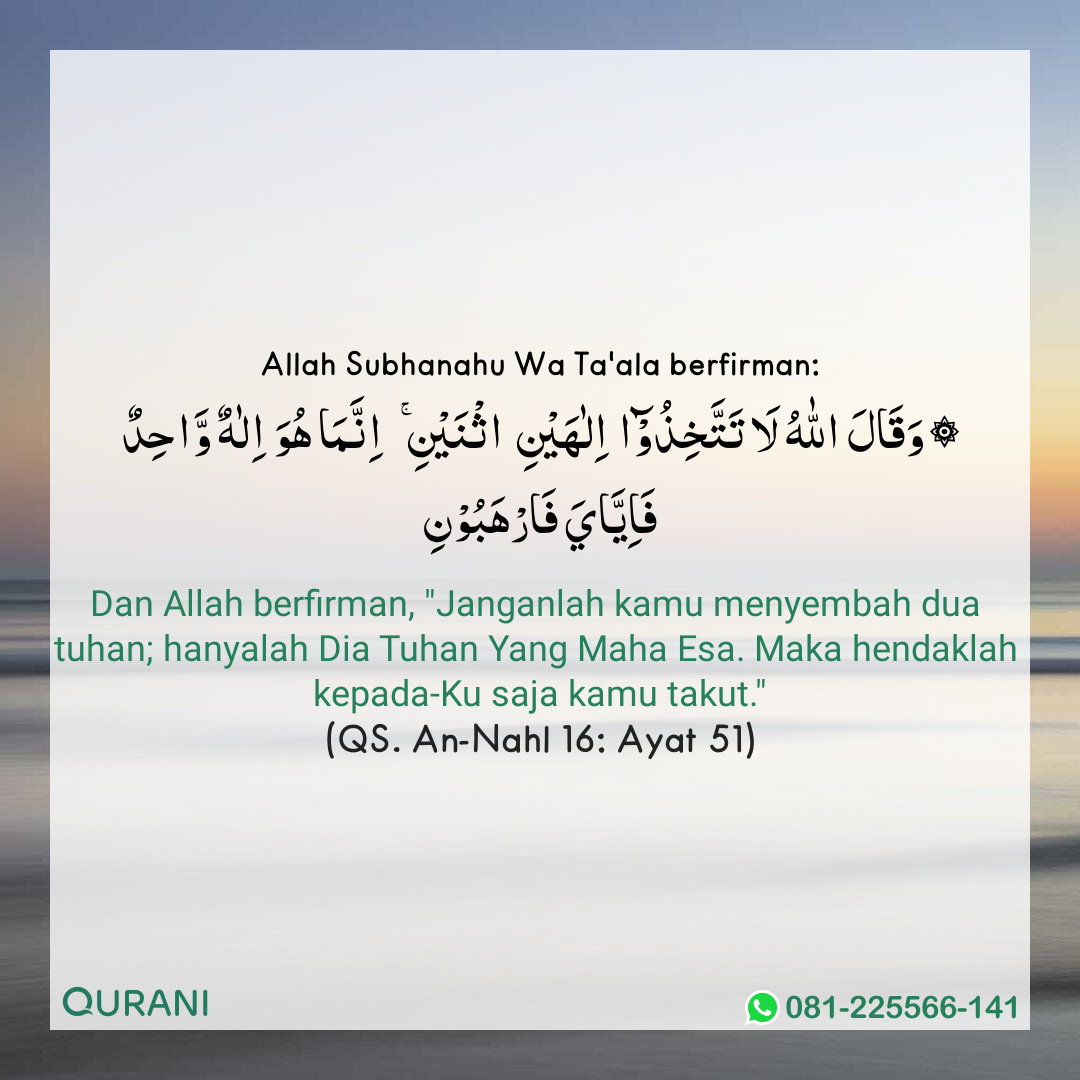 Allah Subhanahu Wa Ta'ala berfirman:
۞ وَقَالَ اللّٰهُ لَا تَتَّخِذُوْٓا اِلٰهَيْنِ اثْنَيْنِۚ اِنَّمَا هُوَ اِلٰهٌ وَّاحِدٌ
فَاِيَّايَ فَارْهَبُوْنِ
Dan Allah berfirman, "Janganlah kamu menyembah dua
tuhan; hanyalah Dia Tuhan Yang Maha Esa. Maka hendaklah
kepada-Ku saja kamu takut."
(QS. An-Nahl 16: Ayat 51)
QURANI
081-225566-141